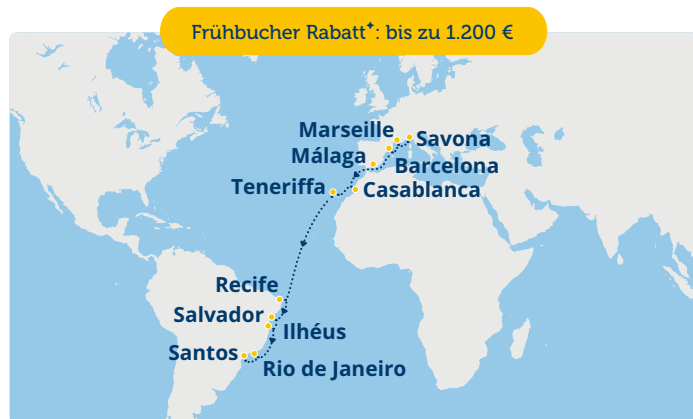 Frühbucher Rabatt✦: bis zu 1.200 €
Marseille
Savona
Málaga
Barcelona
Teneriffa
Casablanca
Recife
Salvador
Ilhéus
Santos
Rio de Janeiro